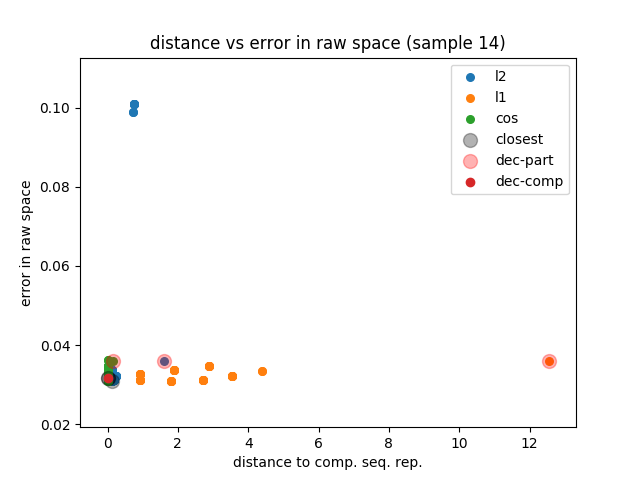 distance vs error in raw space (sample 14)
error in raw space
0.10
0.08
0.06
0.04
0.02
l2
l1
cos
closest
dec-part
dec-comp
0 2 4 6 8 10 12
distance to comp. seq. rep.